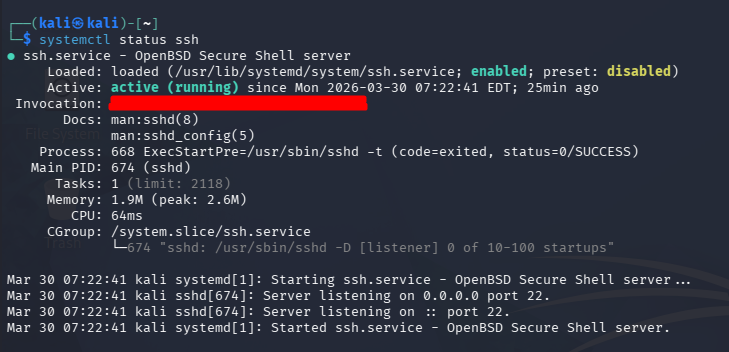 ┌──(kali㉿kali)-[~]
└─$ systemctl status ssh
● ssh.service - OpenBSD Secure Shell server
Loaded: loaded (/usr/lib/systemd/system/ssh.service; enabled; preset: disabled)
Active: active (running) since Mon 2026-03-30 07:22:41 EDT; 25min ago
Invocation:
Docs: man:sshd(8)
man:sshd_config(5)
Process: 668 ExecStartPre=/usr/sbin/sshd -t (code=exited, status=0/SUCCESS)
Main PID: 674 (sshd)
Tasks: 1 (limit: 2118)
Memory: 1.9M (peak: 2.6M)
CPU: 64ms
CGroup: /system.slice/ssh.service
└─674 "sshd: /usr/sbin/sshd -D [listener] 0 of 10-100 startups"
Mar 30 07:22:41 kali systemd[1]: Starting ssh.service - OpenBSD Secure Shell server...
Mar 30 07:22:41 kali sshd[674]: Server listening on 0.0.0.0 port 22.
Mar 30 07:22:41 kali sshd[674]: Server listening on :: port 22.
Mar 30 07:22:41 kali systemd[1]: Started ssh.service - OpenBSD Secure Shell server.
File System
Trash